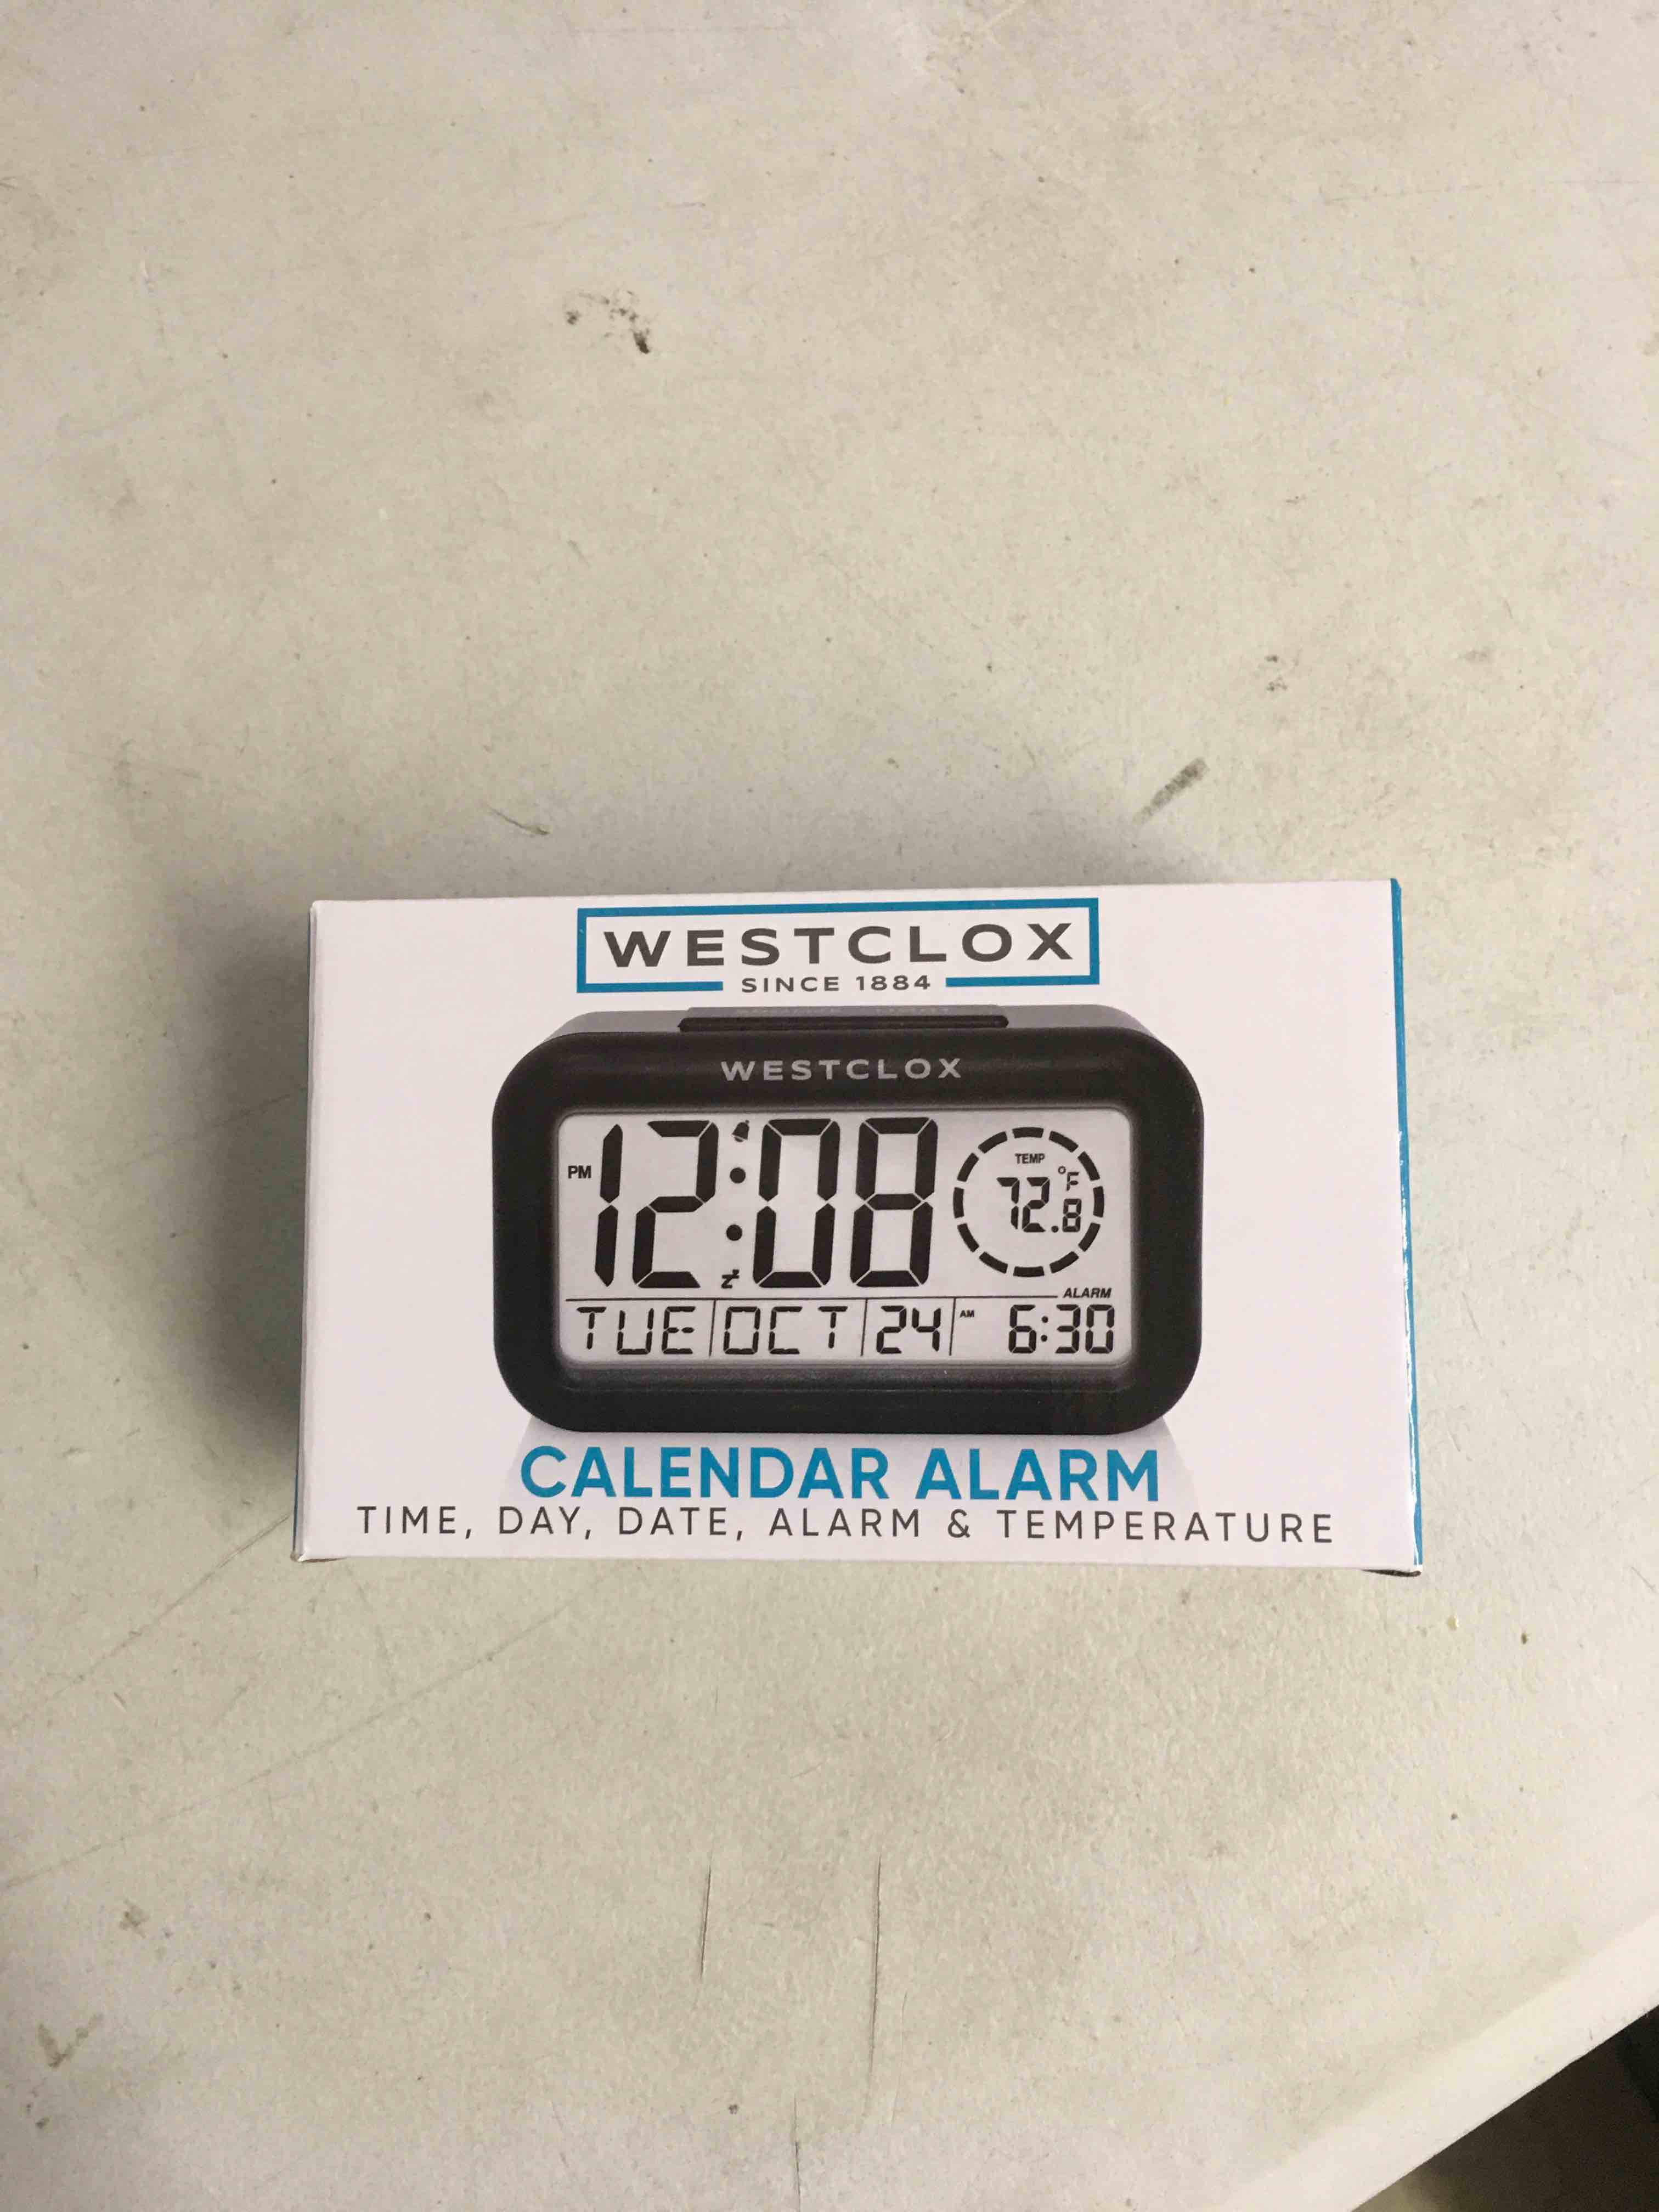 WESTCLOX
SINCE 1884
WESTCLOX
PM 12:08
TEMP
°F
72.8
ALARM
TUE OCT 24 AM 6:30
CALENDAR ALARM
TIME, DAY, DATE, ALARM & TEMPERATURE